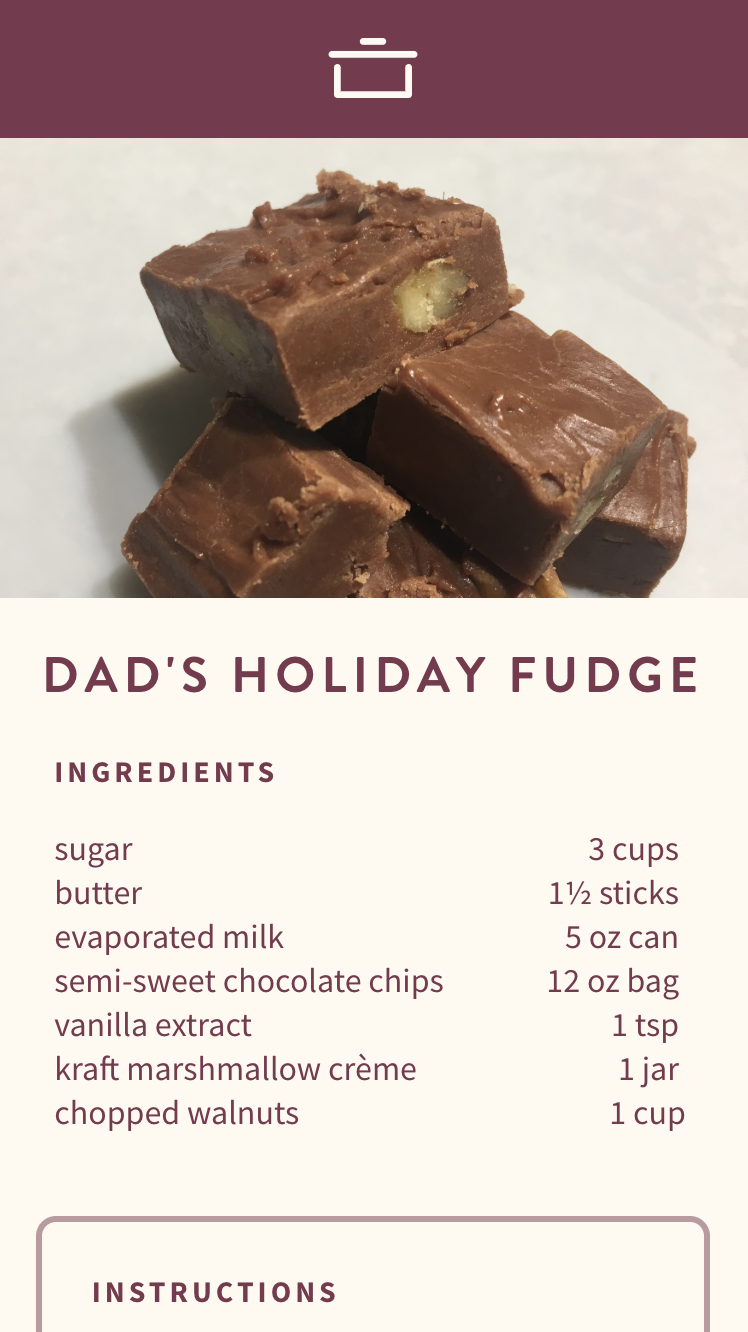 DAD'S HOLIDAY FUDGE
INGREDIENTS
sugar 3 cups
butter 1½ sticks
evaporated milk 5 oz can
semi-sweet chocolate chips 12 oz bag
vanilla extract 1 tsp
kraft marshmallow crème 1 jar
chopped walnuts 1 cup
INSTRUCTIONS